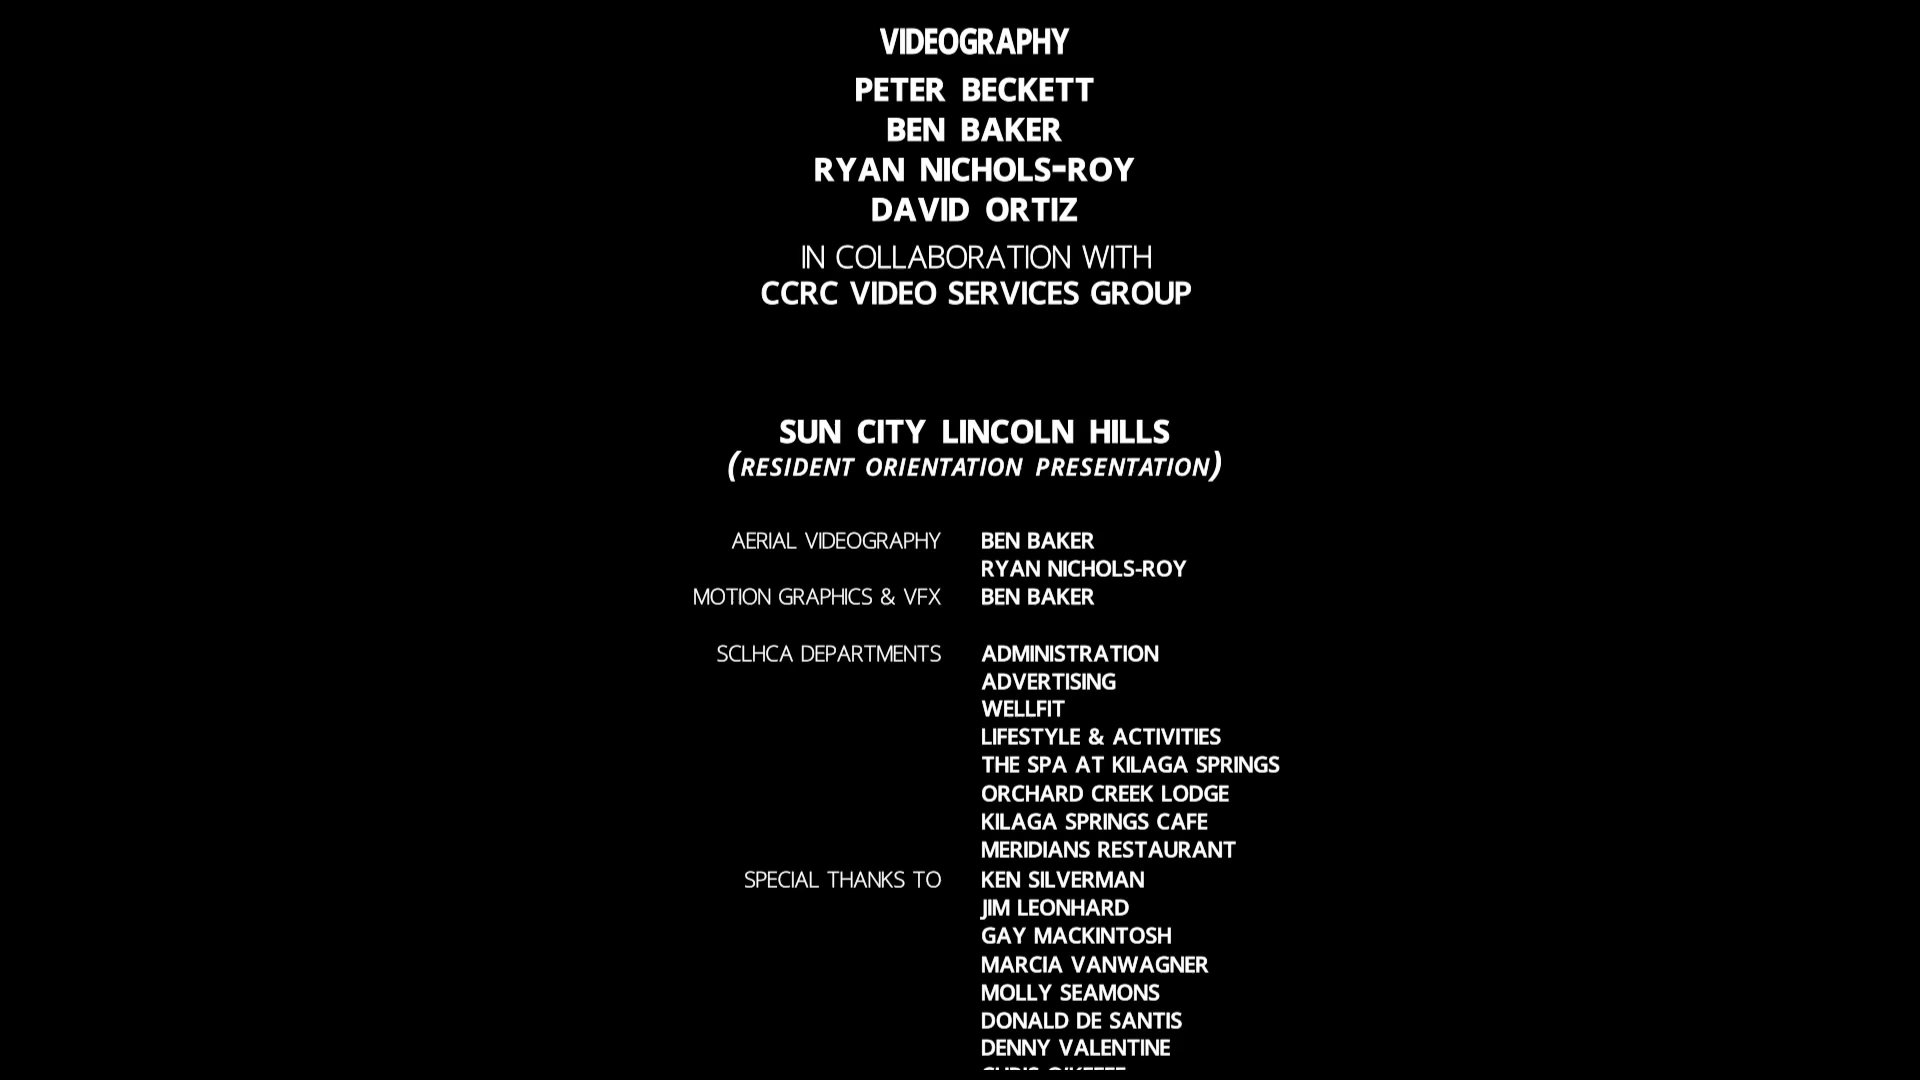 VIDEOGRAPHY
PETER BECKETT
BEN BAKER
RYAN NICHOLS-ROY
DAVID ORTIZ
IN COLLABORATION WITH
CCRC VIDEO SERVICES GROUP
SUN CITY LINCOLN HILLS
(RESIDENT ORIENTATION PRESENTATION)
AERIAL VIDEOGRAPHY BEN BAKER
RYAN NICHOLS-ROY
MOTION GRAPHICS & VFX BEN BAKER
SCLHCA DEPARTMENTS ADMINISTRATION
ADVERTISING
WELLFIT
LIFESTYLE & ACTIVITIES
THE SPA AT KILAGA SPRINGS
ORCHARD CREEK LODGE
KILAGA SPRINGS CAFE
MERIDIANS RESTAURANT
SPECIAL THANKS TO KEN SILVERMAN
JIM LEONHARD
GAY MACKINTOSH
MARCIA VANWAGNER
MOLLY SEAMONS
DONALD DE SANTIS
DENNY VALENTINE